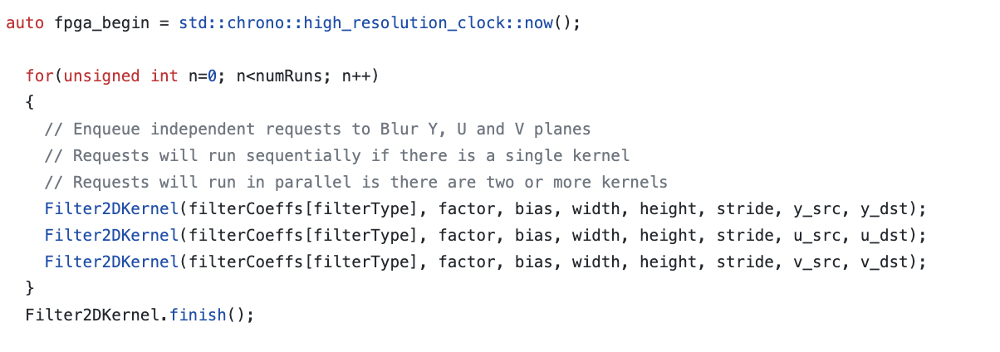 auto fpga_begin = std::chrono::high_resolution_clock::now();
for(unsigned int n=0; n<numRuns; n++)
{
// Enqueue independent requests to Blur Y, U and V planes
// Requests will run sequentially if there is a single kernel
// Requests will run in parallel is there are two or more kernels
Filter2DKernel(filterCoeffs[filterType], factor, bias, width, height, stride, y_src, y_dst);
Filter2DKernel(filterCoeffs[filterType], factor, bias, width, height, stride, u_src, u_dst);
Filter2DKernel(filterCoeffs[filterType], factor, bias, width, height, stride, v_src, v_dst);
}
Filter2DKernel.finish();